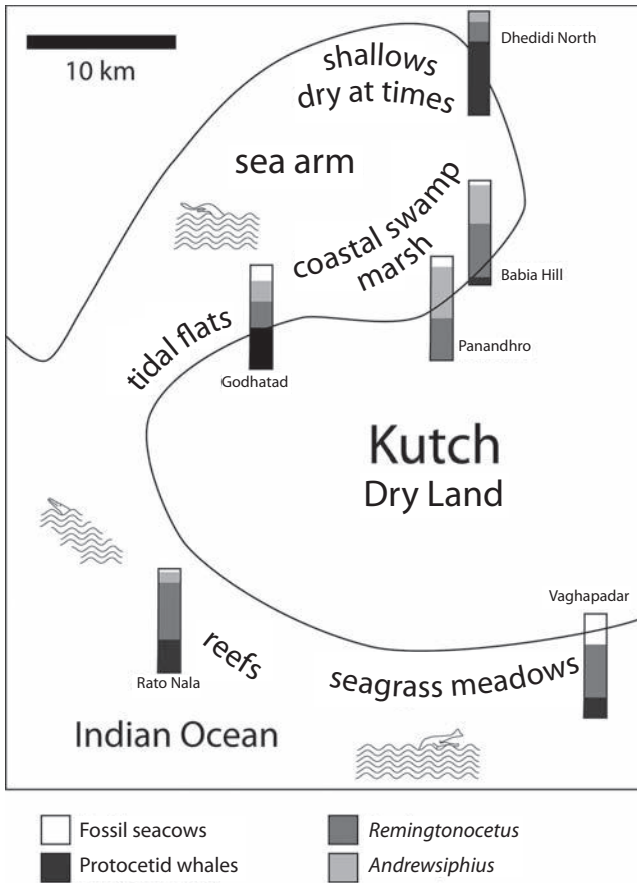 10 km
Dhedidi North
shallows
dry at times
sea arm
coastal swamp
marsh
Babia Hill
tidal flats
Panandhro
Godhatad
Kutch
Dry Land
Vaghapadar
reefs
Rato Nala
seagrass meadows
Indian Ocean
Fossil seacows
Remingtonocetus
Protocetid whales
Andrewsiphius